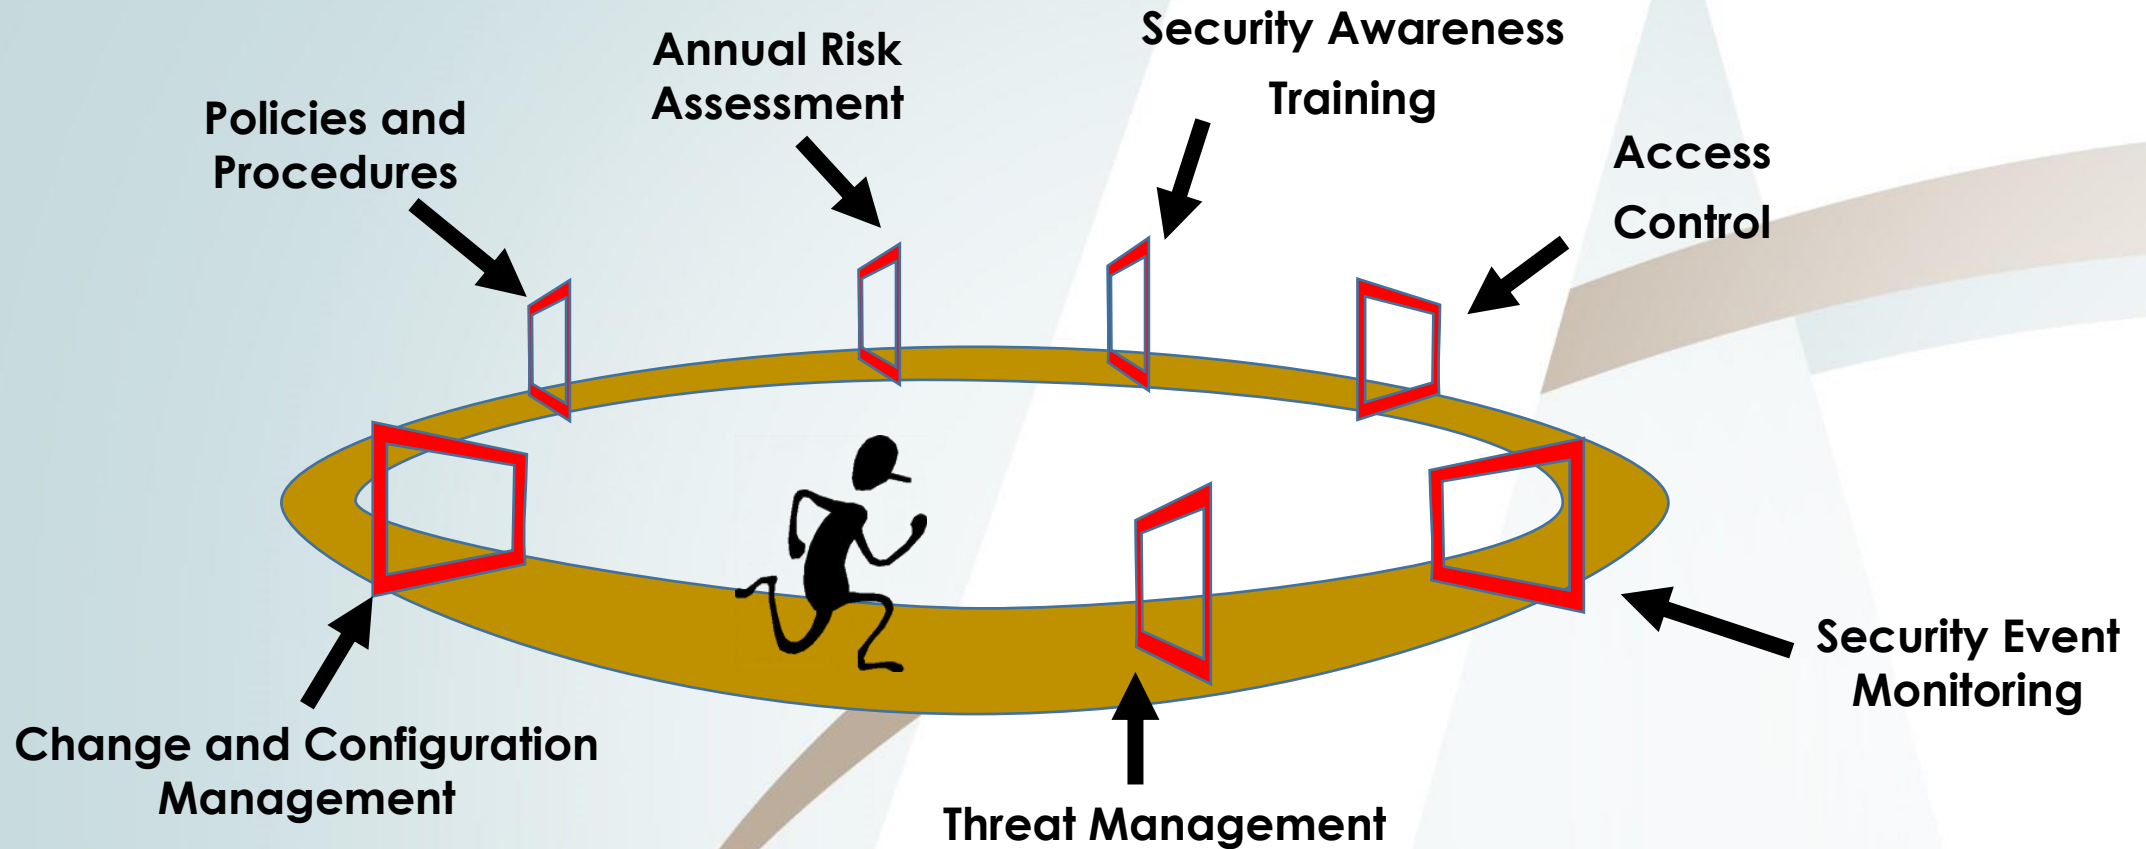 Security Awareness
Training
Annual Risk
Assessment
Policies and
Procedures
Access
Control
Security Event
Monitoring
Change and Configuration
Management
Threat Management